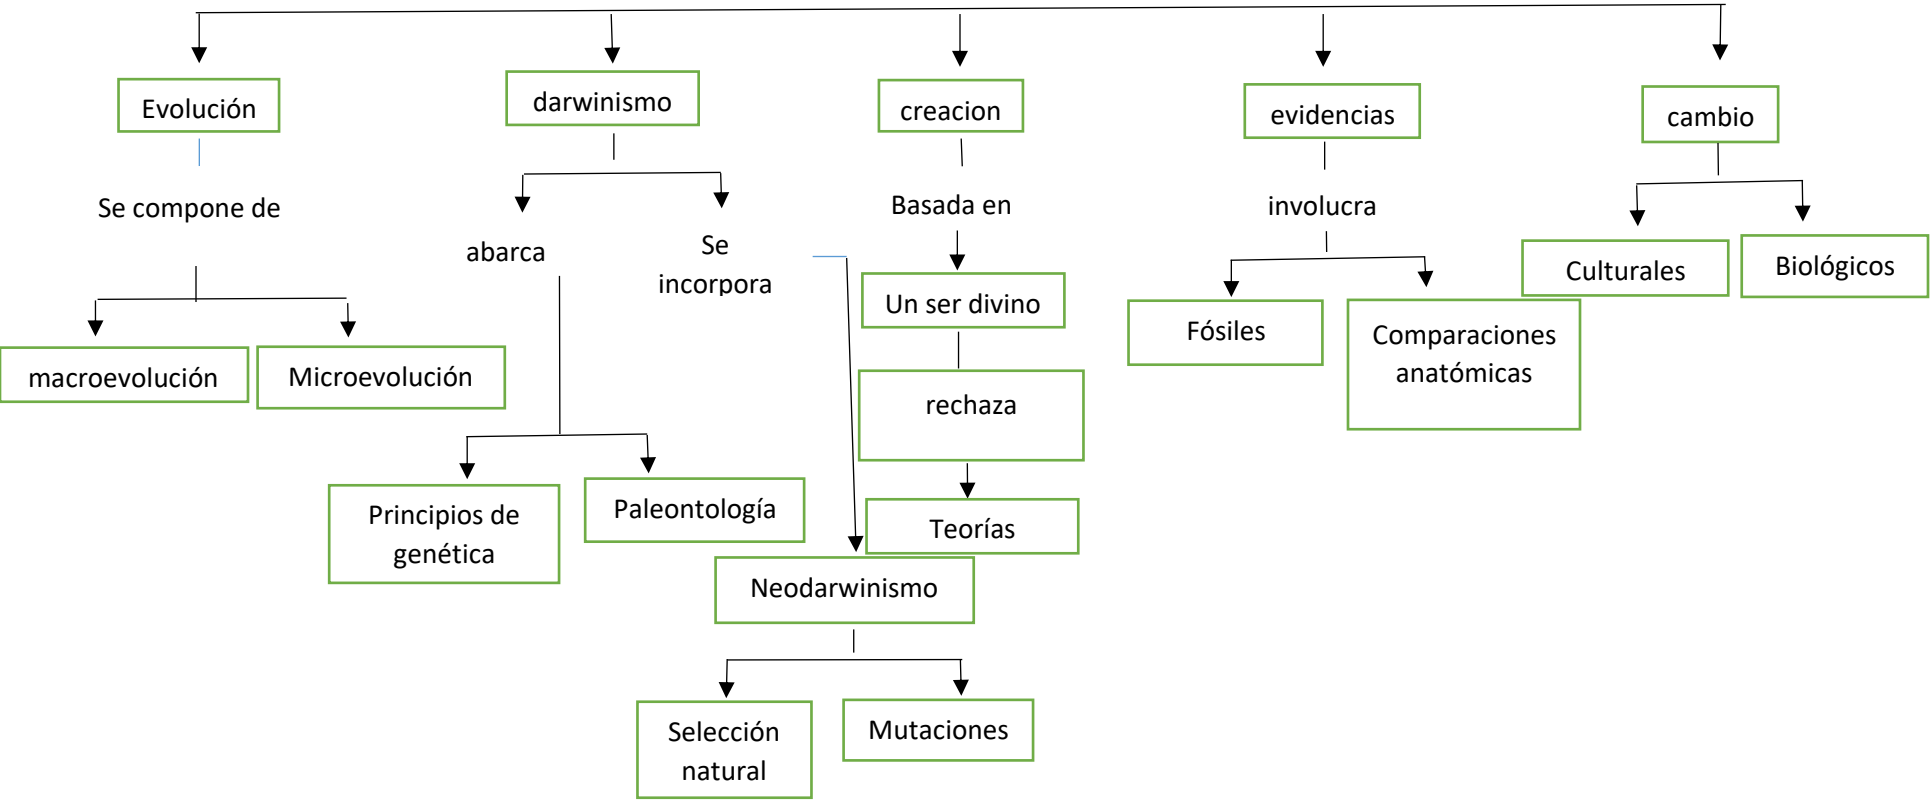 Evolución
darwinismo
creacion
evidencias
cambio
Se compone de
abarca
Se
incorpora
Basada en
involucra
Culturales
Biológicos
Un ser divino
Fósiles
Comparaciones
anatómicas
macroevolución
Microevolución
rechaza
Principios de
genética
Paleontología
Teorías
Neodarwinismo
Selección
natural
Mutaciones